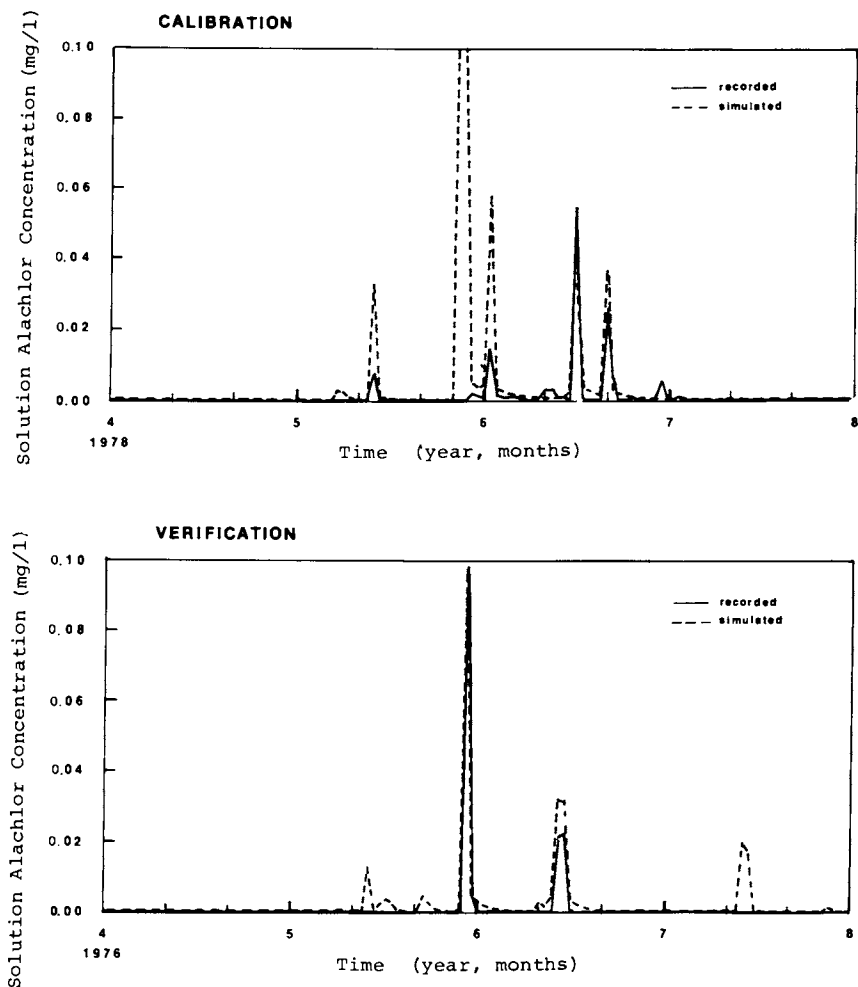 CALIBRATION
Solution Alachlor Concentration (mg/l)
0.10
0.08
0.06
0.04
0.02
0.00
recorded
simulated
4 5 6 7 8
1978
Time (year, months)
VERIFICATION
Solution Alachlor Concentration (mg/l)
0.10
0.08
0.06
0.04
0.02
0.00
recorded
simulated
4 5 6 7 8
1976
Time (year, months)